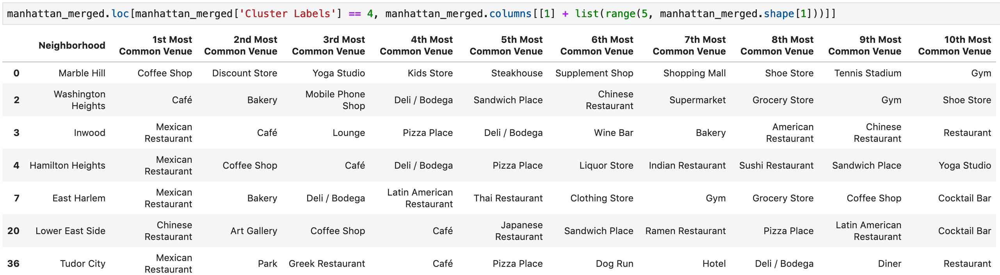 manhattan_merged.loc[manhattan_merged['Cluster Labels'] == 4, manhattan_merged.columns[[1] + list(range(5, manhattan_merged.shape[1]))]]
Neighborhood 1st Most Common Venue 2nd Most Common Venue 3rd Most Common Venue 4th Most Common Venue 5th Most Common Venue 6th Most Common Venue 7th Most Common Venue 8th Most Common Venue 9th Most Common Venue 10th Most Common Venue
0 Marble Hill Coffee Shop Discount Store Yoga Studio Kids Store Steakhouse Supplement Shop Shopping Mall Shoe Store Tennis Stadium Gym
2 Washington Heights Café Bakery Mobile Phone Shop Deli / Bodega Sandwich Place Chinese Restaurant Supermarket Grocery Store Gym Shoe Store
3 Inwood Mexican Restaurant Café Lounge Pizza Place Deli / Bodega Wine Bar Bakery American Restaurant Chinese Restaurant Restaurant
4 Hamilton Heights Mexican Restaurant Coffee Shop Café Deli / Bodega Pizza Place Liquor Store Indian Restaurant Sushi Restaurant Sandwich Place Yoga Studio
7 East Harlem Mexican Restaurant Bakery Deli / Bodega Latin American Restaurant Thai Restaurant Clothing Store Gym Grocery Store Coffee Shop Cocktail Bar
20 Lower East Side Chinese Restaurant Art Gallery Coffee Shop Café Japanese Restaurant Sandwich Place Ramen Restaurant Pizza Place Latin American Restaurant Cocktail Bar
36 Tudor City Mexican Restaurant Park Greek Restaurant Café Pizza Place Dog Run Hotel Deli / Bodega Diner Restaurant